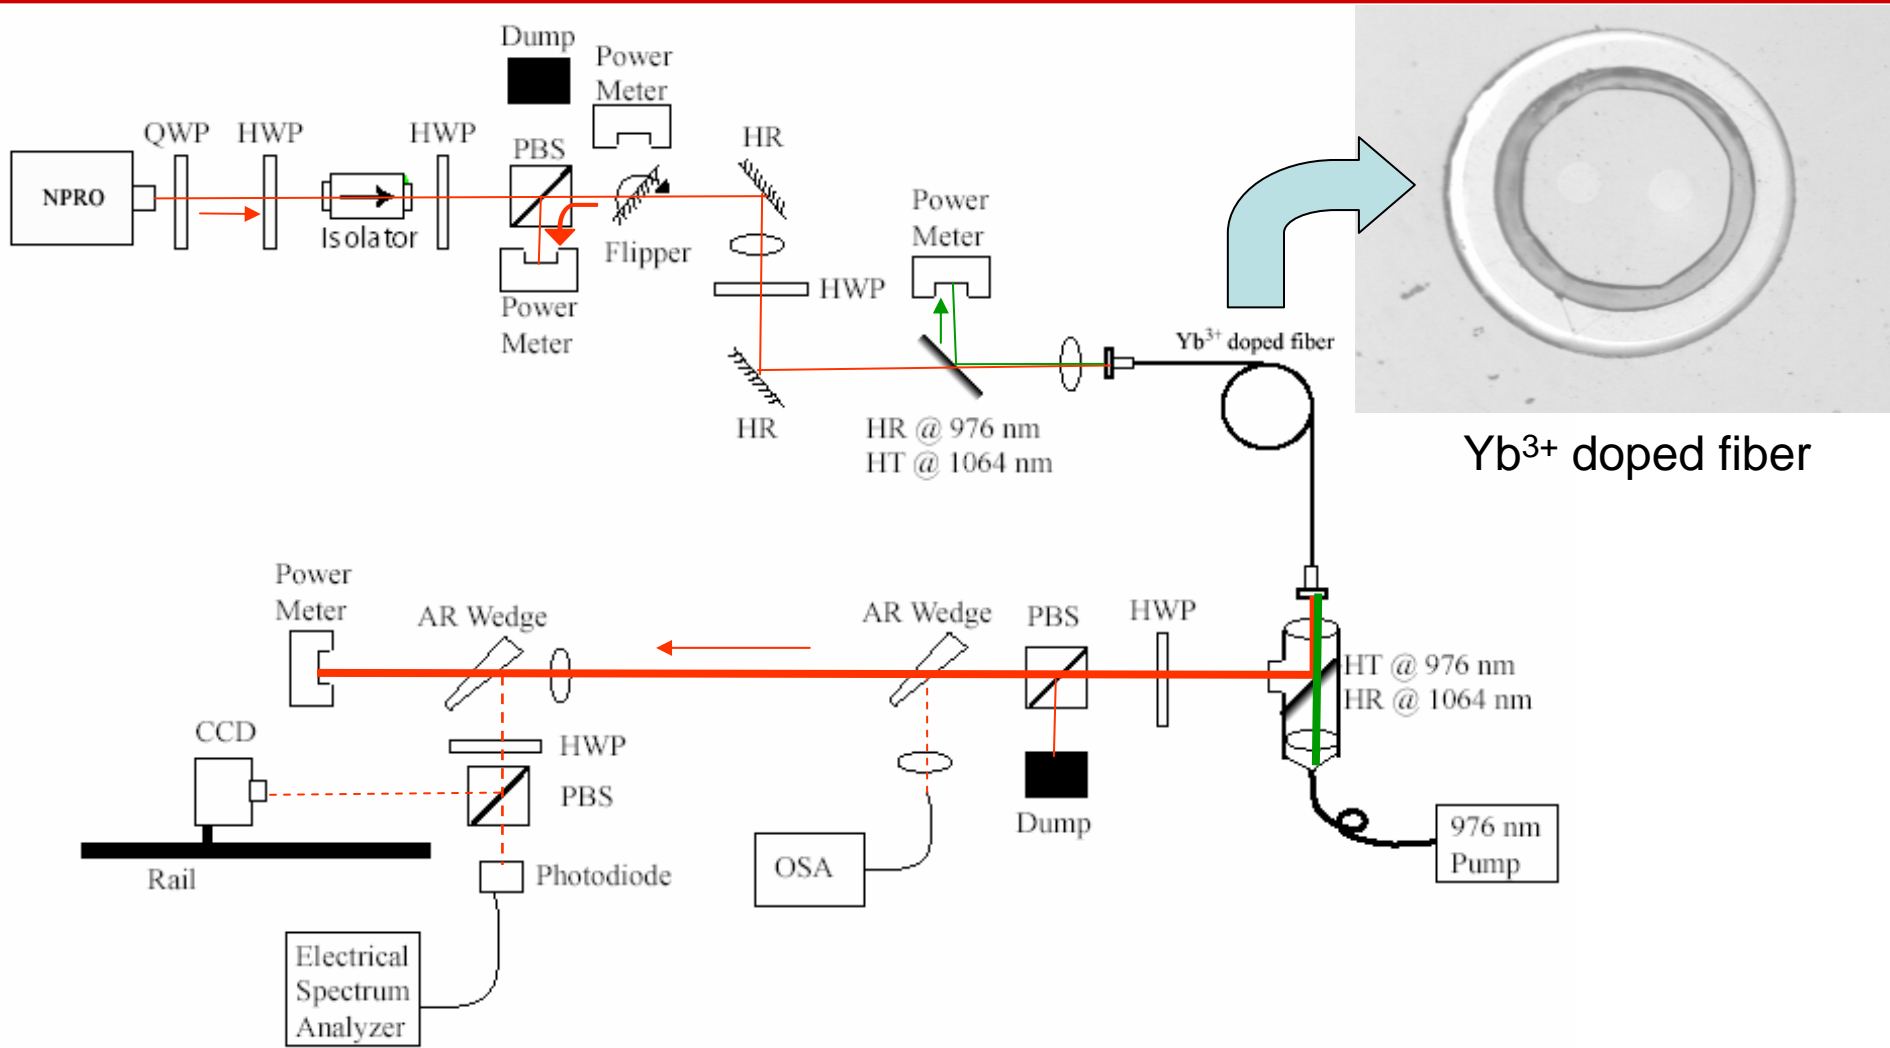 Dump
Power
Meter
QWP
HWP
HWP
PBS
HR
NPRO
Isolator
Flipper
Power
Meter
HWP
Power
Meter
HR
HR @ 976 nm
HT @ 1064 nm
Yb3+ doped fiber
Yb3+ doped fiber
Power
Meter
AR Wedge
AR Wedge
PBS
HWP
HT @ 976 nm
HR @ 1064 nm
CCD
HWP
PBS
Rail
Photodiode
OSA
Dump
976 nm
Pump
Electrical
Spectrum
Analyzer